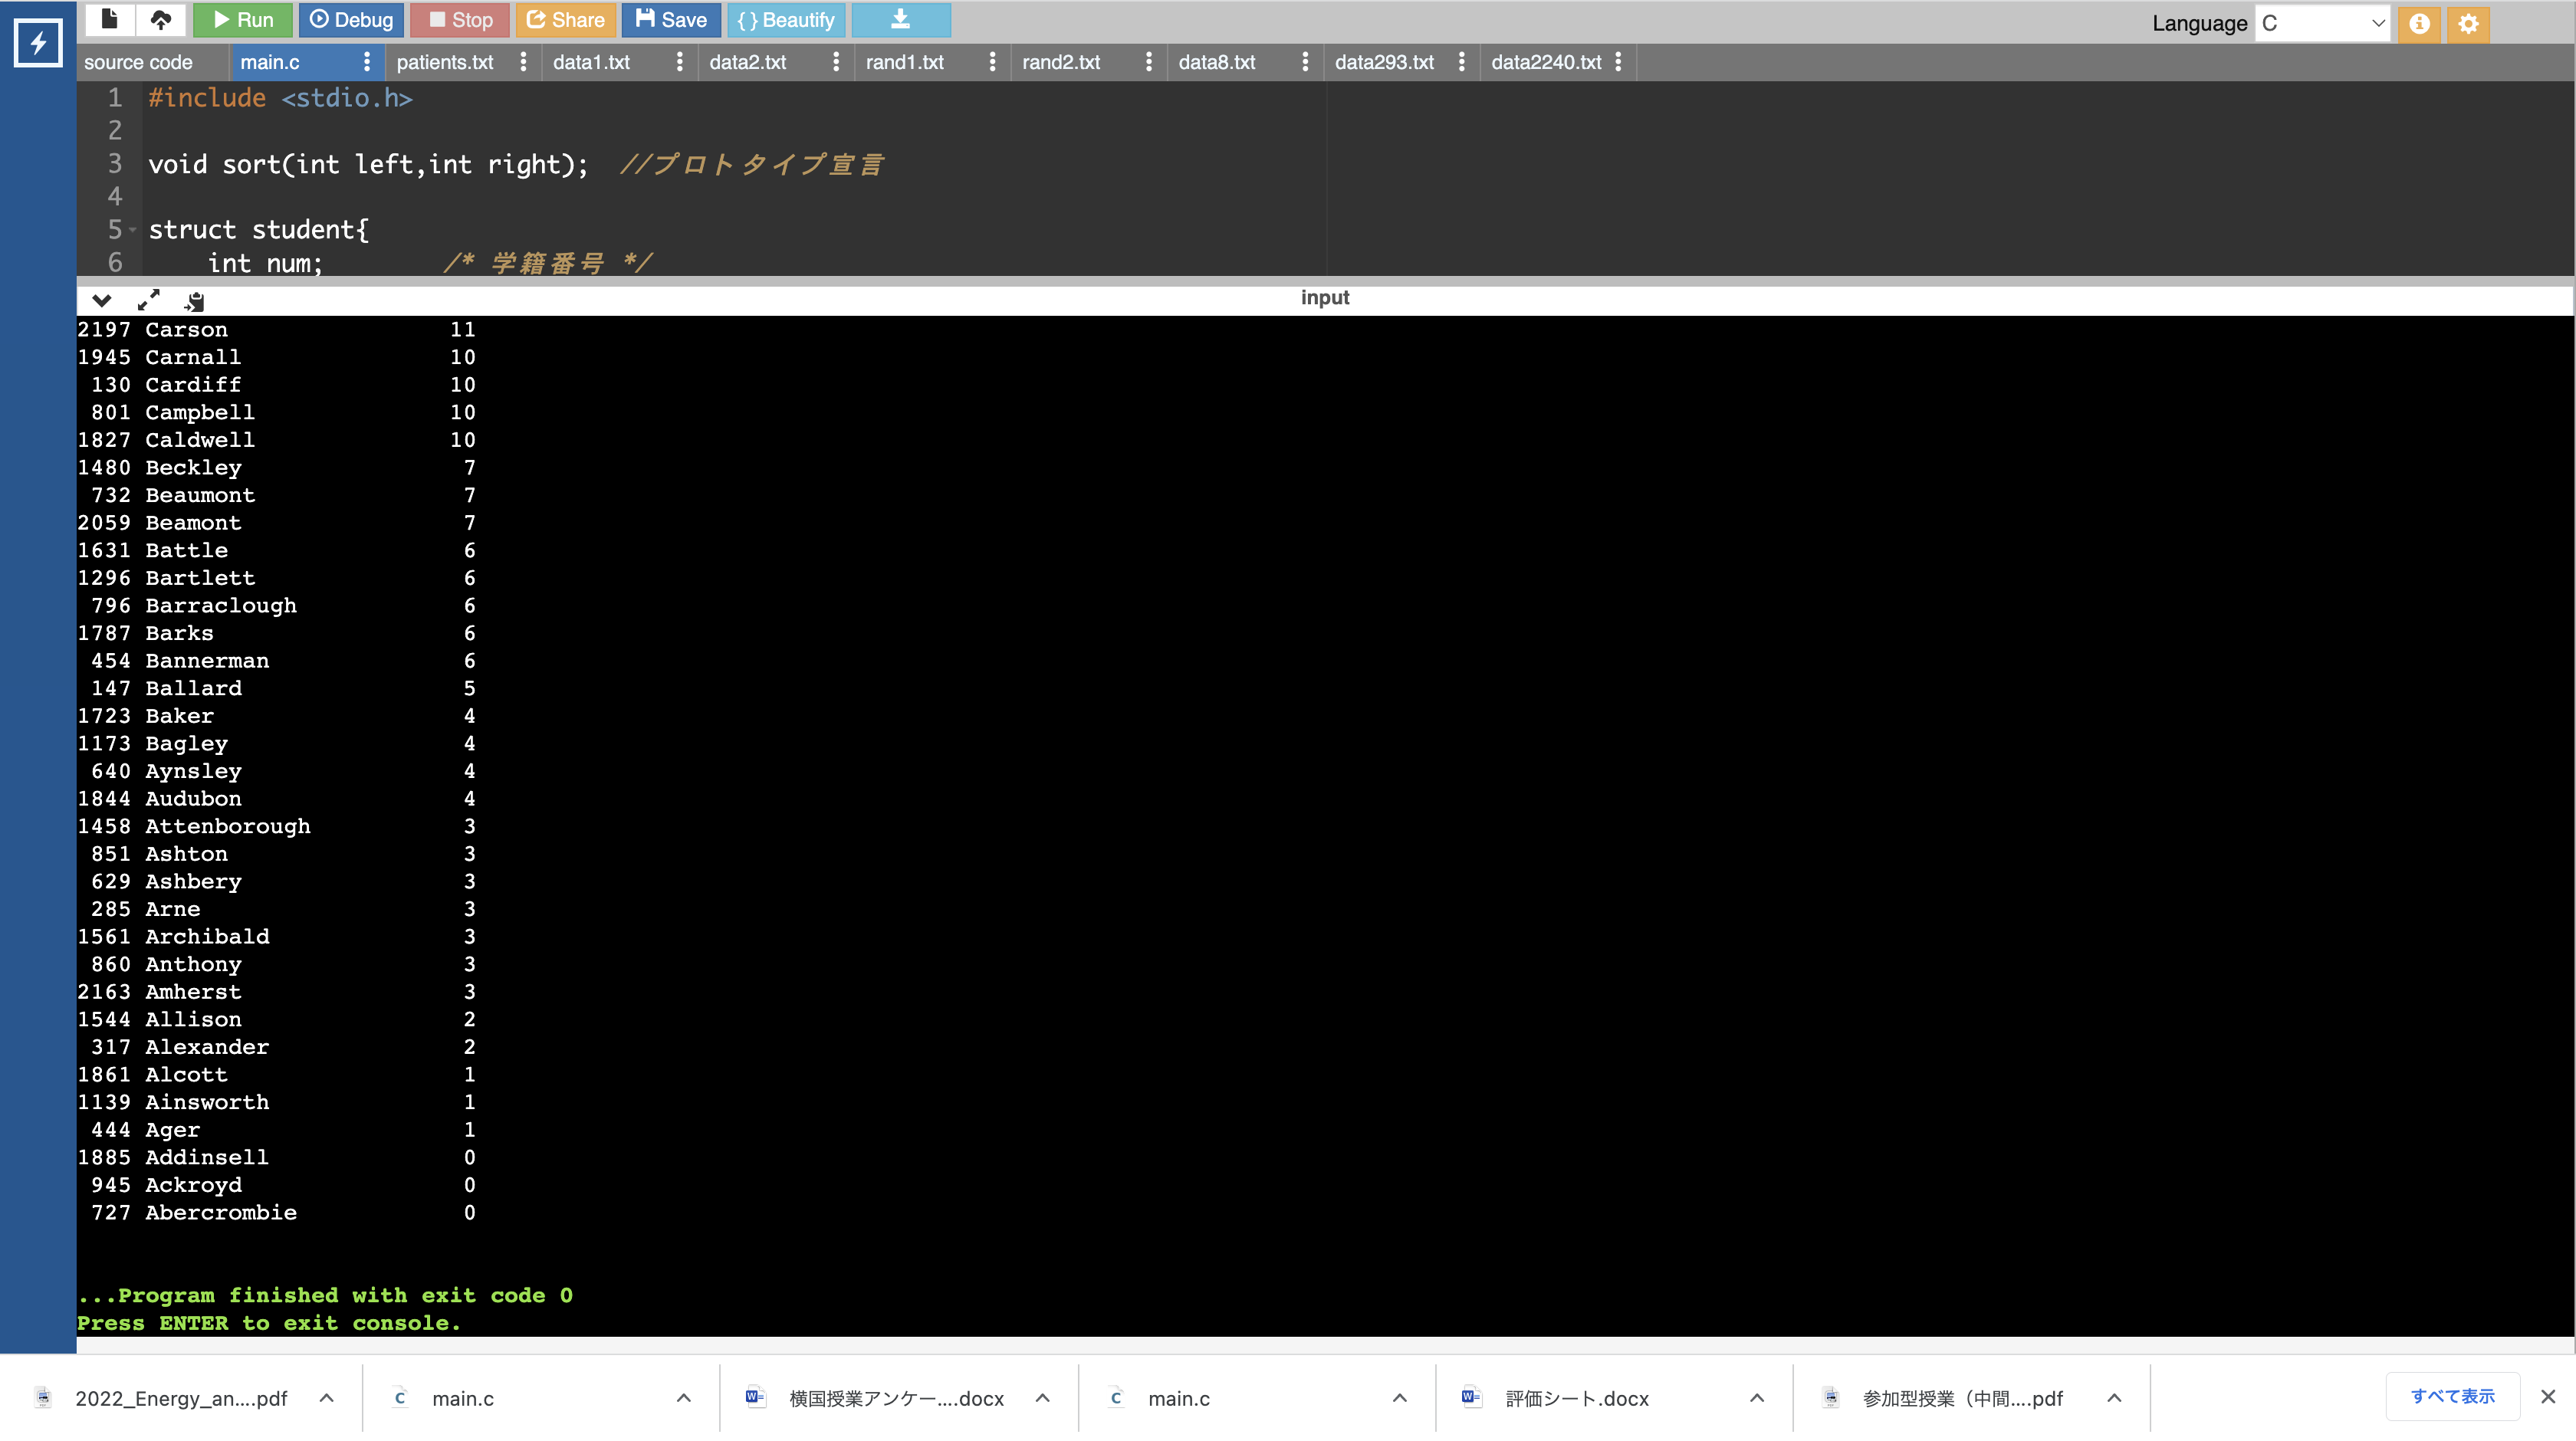 Run Debug Stop Share Save { } Beautify Language C
source code main.c patients.txt data1.txt data2.txt rand1.txt rand2.txt data8.txt data293.txt data2240.txt
1 #include <stdio.h>
2
3 void sort(int left,int right); //プロトタイプ宣言
4
5 struct student{
6 int num; /* 学籍番号 */
input
2197 Carson 11
1945 Carnall 10
130 Cardiff 10
801 Campbell 10
1827 Caldwell 10
1480 Beckley 7
732 Beaumont 7
2059 Beamont 7
1631 Battle 6
1296 Bartlett 6
796 Barraclough 6
1787 Barks 6
454 Bannerman 6
147 Ballard 5
1723 Baker 4
1173 Bagley 4
640 Aynsley 4
1844 Audubon 4
1458 Attenborough 3
851 Ashton 3
629 Ashbery 3
285 Arne 3
1561 Archibald 3
860 Anthony 3
2163 Amherst 3
1544 Allison 2
317 Alexander 2
1861 Alcott 1
1139 Ainsworth 1
444 Ager 1
1885 Addinsell 0
945 Ackroyd 0
727 Abercrombie 0
...Program finished with exit code 0
Press ENTER to exit console.
2022_Energy_an....pdf main.c 横国授業アンケー....docx main.c 評価シート.docx 参加型授業（中間....pdf すべて表示